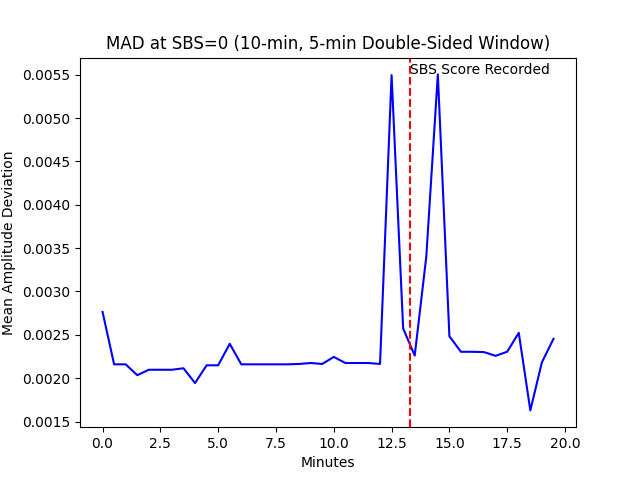 MAD at SBS=0 (10-min, 5-min Double-Sided Window)
SBS Score Recorded
Mean Amplitude Deviation
0.0055
0.0050
0.0045
0.0040
0.0035
0.0030
0.0025
0.0020
0.0015
0.0 2.5 5.0 7.5 10.0 12.5 15.0 17.5 20.0
Minutes